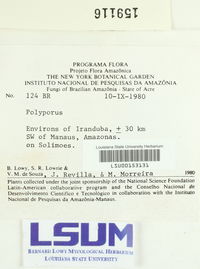 159116
PROGRAMA FLORA
Projeto Flora Amazônica
THE NEW YORK BOTANICAL GARDEN
INSTITUTO NACIONAL DE PESQUISAS DA AMAZÔNIA
Fungi of Brazilian Amazônia - State of Acre
No. 124 BR 10-IX-1980
Polyporus
Environs of Irandoba, ± 30 km
SW of Manaus, Amazonas.
on Solimoes.
Louisiana State University Herbarium
LSU00153131
B. Lowy, S. R. Lowrie & 1980
V. M. de Souza, J. Revilla, & M. Morreira
Plants collected under the joint sponsorship of the National Science Foundation
Latin-American collaborative program and the Conselho Nacional de
Desenvolvimento Científico e Tecnológico in collaboration with the Instituto
Nacional de Pesquisas da Amazônia-Manaus.
LSUM
BERNARD LOWY MYCOLOGICAL HERBARIUM
LOUISIANA STATE UNIVERSITY